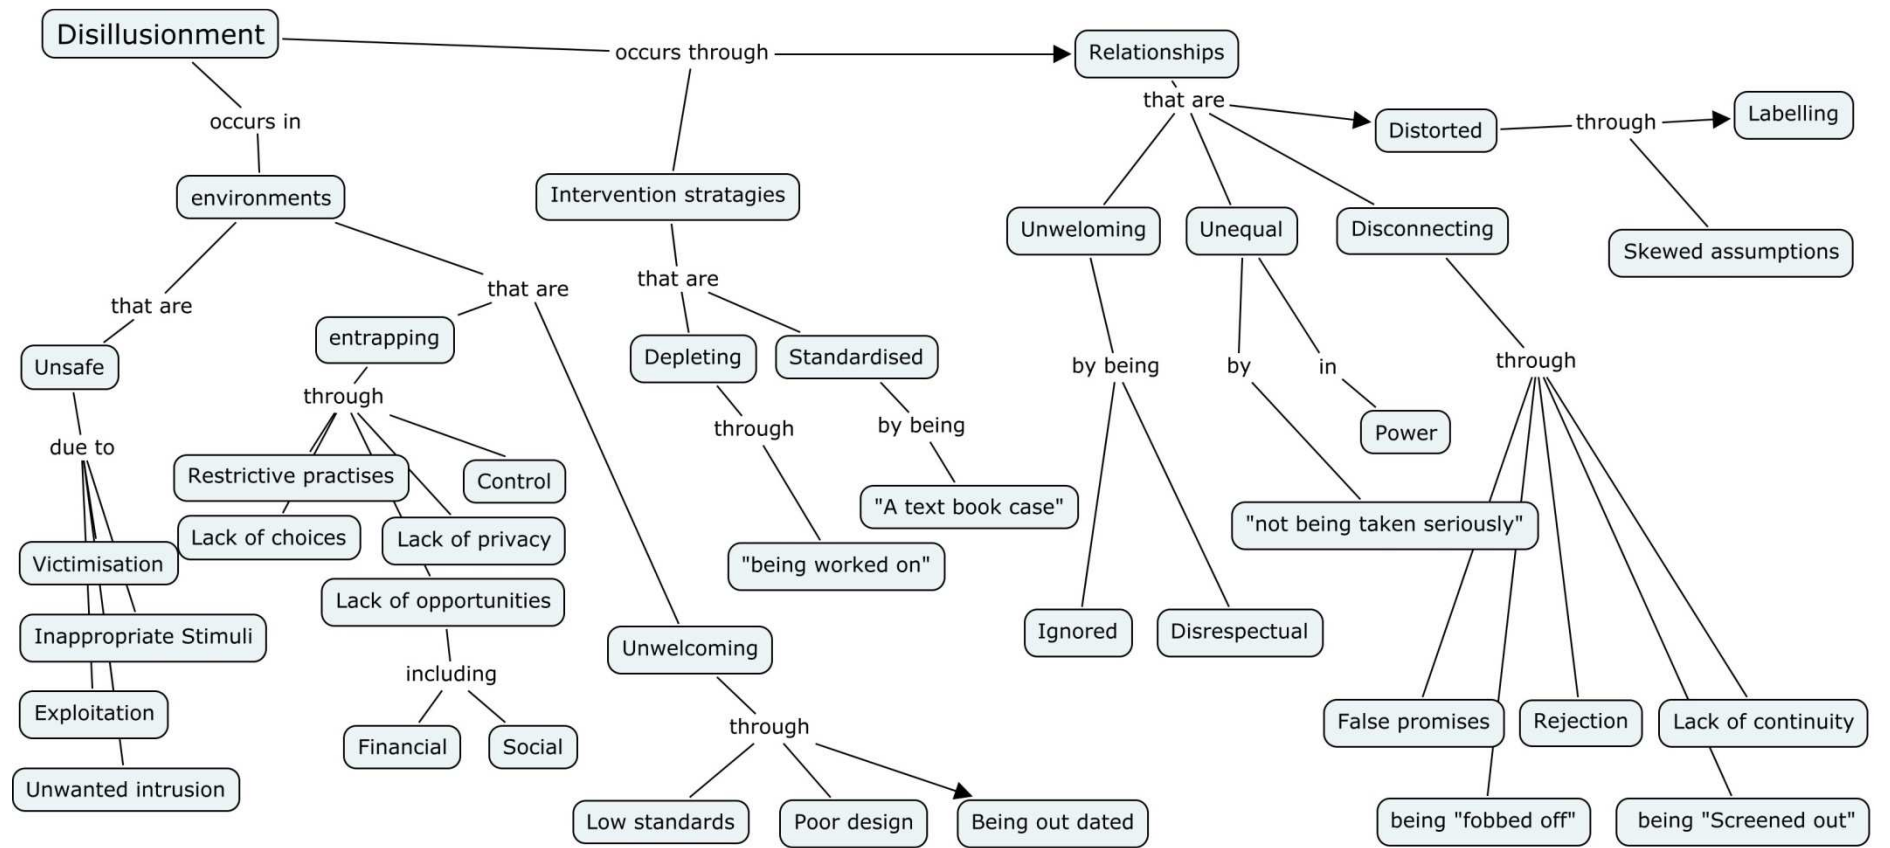 Disillusionment
occurs through
Relationships
that are
Distorted
through
Labelling
Skewed assumptions
occurs in
environments
Intervention stratagies
Unweloming
Unequal
Disconnecting
that are
that are
that are
Unsafe
entrapping
Depleting
Standardised
by being
by
in
through
due to
through
through
by being
Power
Restrictive practises
Control
"A text book case"
"not being taken seriously"
Lack of choices
Lack of privacy
Victimisation
"being worked on"
Lack of opportunities
Inappropriate Stimuli
Unwelcoming
Ignored
Disrespectual
including
Exploitation
Financial
Social
through
False promises
Rejection
Lack of continuity
Unwanted intrusion
Low standards
Poor design
Being out dated
being "fobbed off"
being "Screened out"